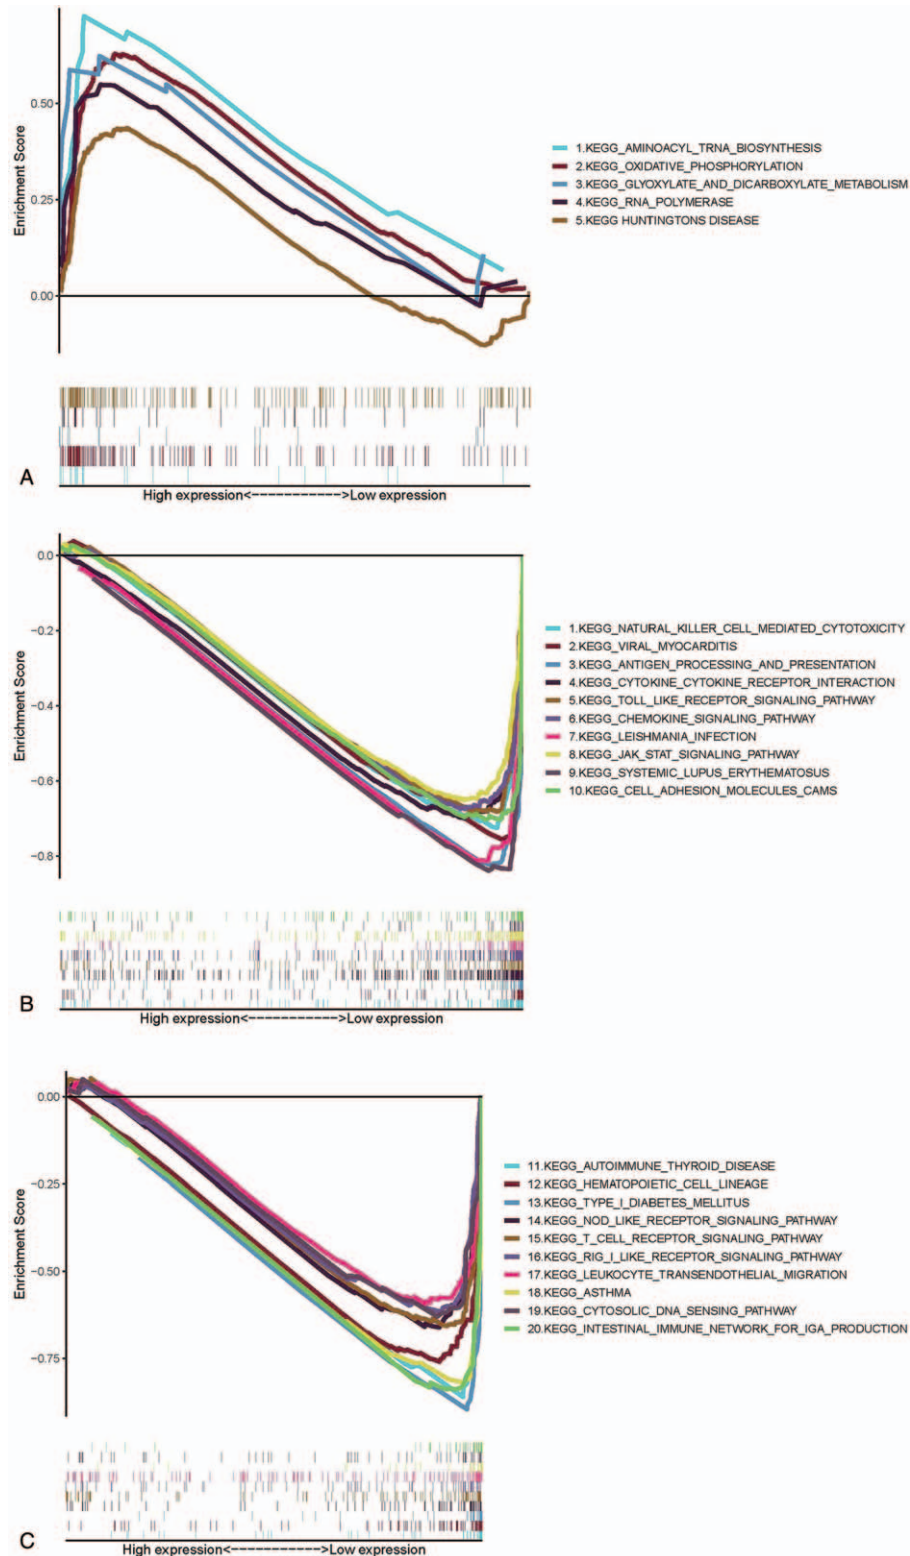 0.50
0.25
0.00
Enrichment Score
1.KEGG_AMINOACYL_TRNA_BIOSYNTHESIS
2.KEGG_OXIDATIVE_PHOSPHORYLATION
3.KEGG_GLYOXYLATE_AND_DICARBOXYLATE_METABOLISM
4.KEGG_RNA_POLYMERASE
5.KEGG HUNTINGTONS DISEASE
A
High expression<----------->Low expression
0.0
−0.2
−0.4
−0.6
−0.8
Enrichment Score
1.KEGG_NATURAL_KILLER_CELL_MEDIATED_CYTOTOXICITY
2.KEGG_VIRAL_MYOCARDITIS
3.KEGG_ANTIGEN_PROCESSING_AND_PRESENTATION
4.KEGG_CYTOKINE_CYTOKINE_RECEPTOR_INTERACTION
5.KEGG_TOLL_LIKE_RECEPTOR_SIGNALING_PATHWAY
6.KEGG_CHEMOKINE_SIGNALING_PATHWAY
7.KEGG_LEISHMANIA_INFECTION
8.KEGG_JAK_STAT_SIGNALING_PATHWAY
9.KEGG_SYSTEMIC_LUPUS_ERYTHEMATOSUS
10.KEGG_CELL_ADHESION_MOLECULES_CAMS
B
High expression<----------->Low expression
0.00
−0.25
−0.50
−0.75
Enrichment Score
11.KEGG_AUTOIMMUNE_THYROID_DISEASE
12.KEGG_HEMATOPOIETIC_CELL_LINEAGE
13.KEGG_TYPE_I_DIABETES_MELLITUS
14.KEGG_NOD_LIKE_RECEPTOR_SIGNALING_PATHWAY
15.KEGG_T_CELL_RECEPTOR_SIGNALING_PATHWAY
16.KEGG_RIG_I_LIKE_RECEPTOR_SIGNALING_PATHWAY
17.KEGG_LEUKOCYTE_TRANSENDOTHELIAL_MIGRATION
18.KEGG_ASTHMA
19.KEGG_CYTOSOLIC_DNA_SENSING_PATHWAY
20.KEGG_INTESTINAL_IMMUNE_NETWORK_FOR_IGA_PRODUCTION
C
High expression<----------->Low expression